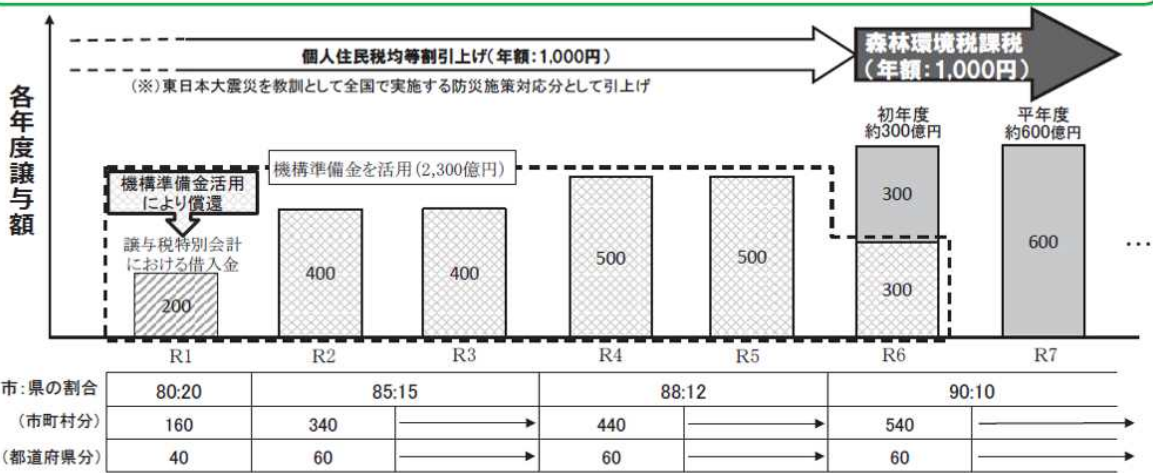 個人住民税均等割引上げ(年額:1,000円)
(※)東日本大震災を教訓として全国で実施する防災施策対応分として引上げ
森林環境税課税
(年額:1,000円)
各年度譲与額
初年度
約300億円
平年度
約600億円
機構準備金を活用(2,300億円)
機構準備金活用
により償還
譲与税特別会計
における借入金
200
400
400
500
500
300
300
600
…
R1 R2 R3 R4 R5 R6 R7
市:県の割合 80:20 85:15 88:12 90:10
(市町村分) 160 340 440 540
(都道府県分) 40 60 60 60